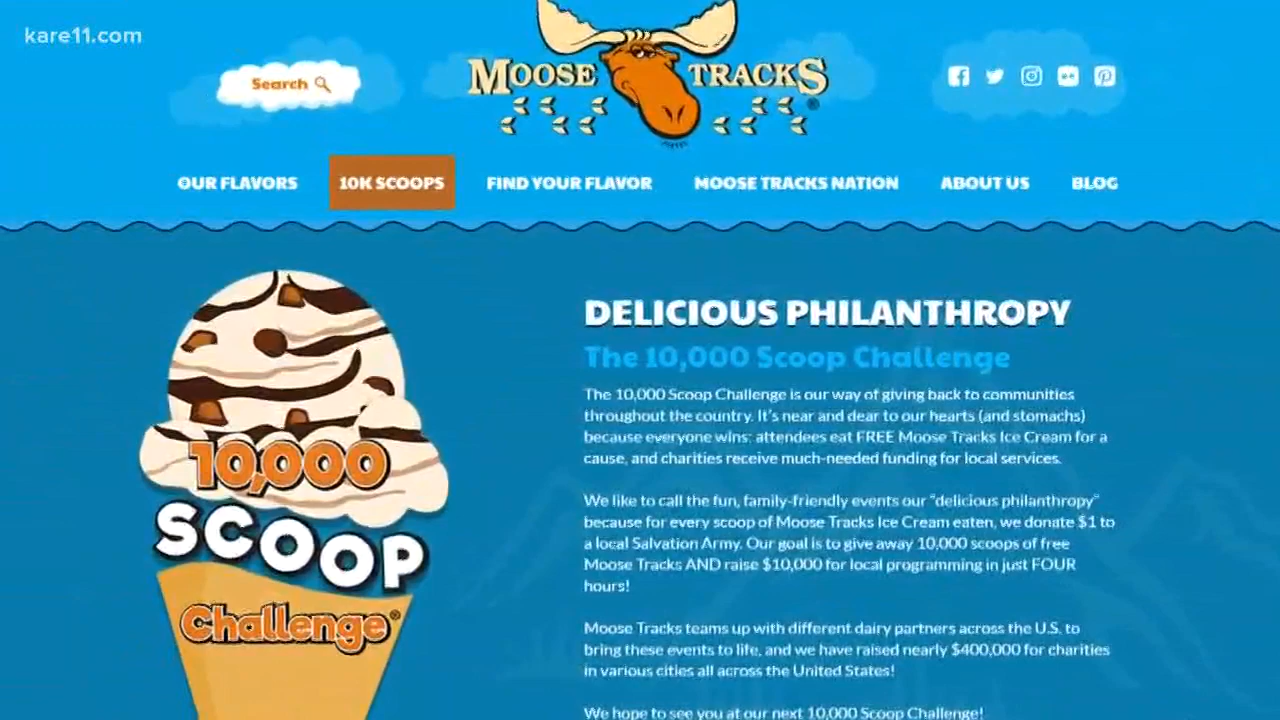 kare11.com
Search
MOOSE TRACKS®
OUR FLAVORS
10K SCOOPS
FIND YOUR FLAVOR
MOOSE TRACKS NATION
ABOUT US
BLOG
10,000
SCOOP
Challenge®
DELICIOUS PHILANTHROPY
The 10,000 Scoop Challenge
The 10,000 Scoop Challenge is our way of giving back to communities
throughout the country. It's near and dear to our hearts (and stomachs)
because everyone wins: attendees eat FREE Moose Tracks Ice Cream for a
cause, and charities receive much-needed funding for local services.
We like to call the fun, family-friendly events our "delicious philanthropy"
because for every scoop of Moose Tracks Ice Cream eaten, we donate $1 to
a local Salvation Army. Our goal is to give away 10,000 scoops of free
Moose Tracks AND raise $10,000 for local programming in just FOUR
hours!
Moose Tracks teams up with different dairy partners across the U.S. to
bring these events to life, and we have raised nearly $400,000 for charities
in various cities all across the United States!
We hope to see you at our next 10,000 Scoop Challenge!